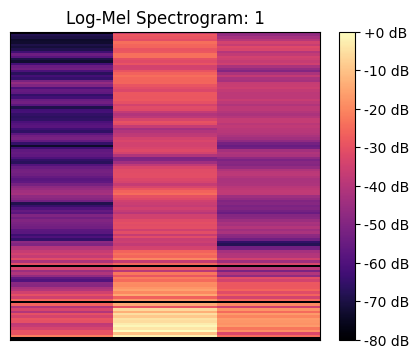 Log-Mel Spectrogram: 1
+0 dB
-10 dB
-20 dB
-30 dB
-40 dB
-50 dB
-60 dB
-70 dB
-80 dB